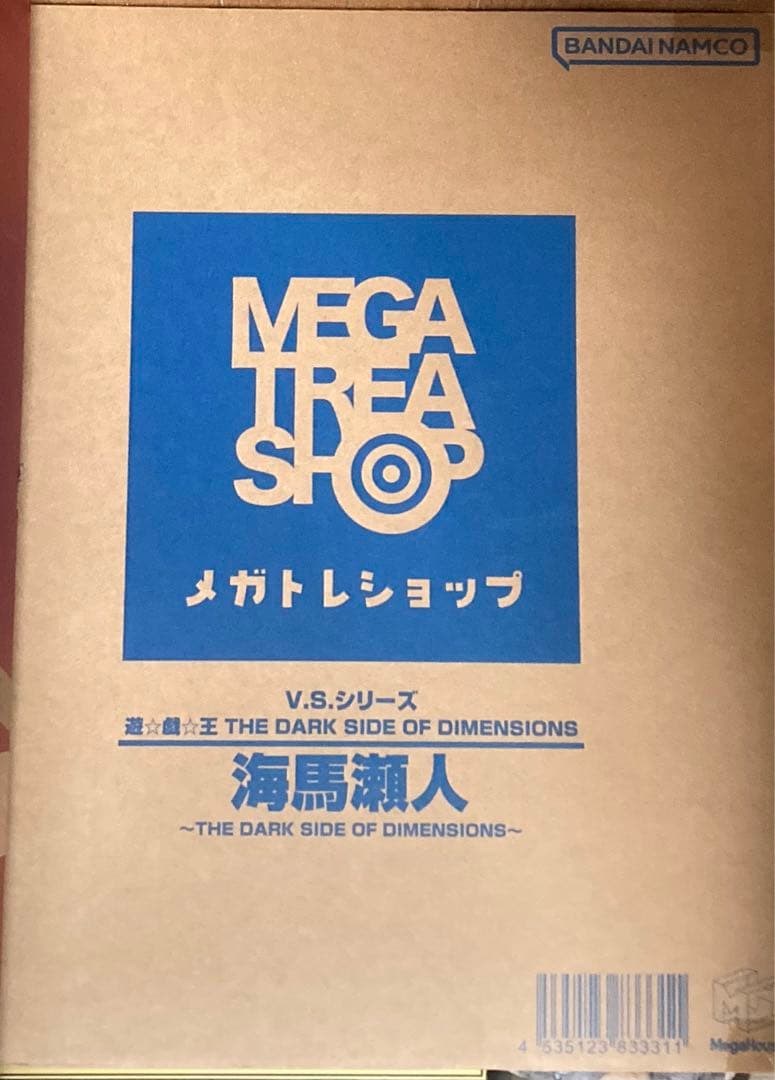 BANDAI NAMCO
MEGA
TREA
SHOP
メガトレショップ
V.S.シリーズ
遊☆戯☆王 THE DARK SIDE OF DIMENSIONS
海馬瀬人
~THE DARK SIDE OF DIMENSIONS~
4 535123 833311